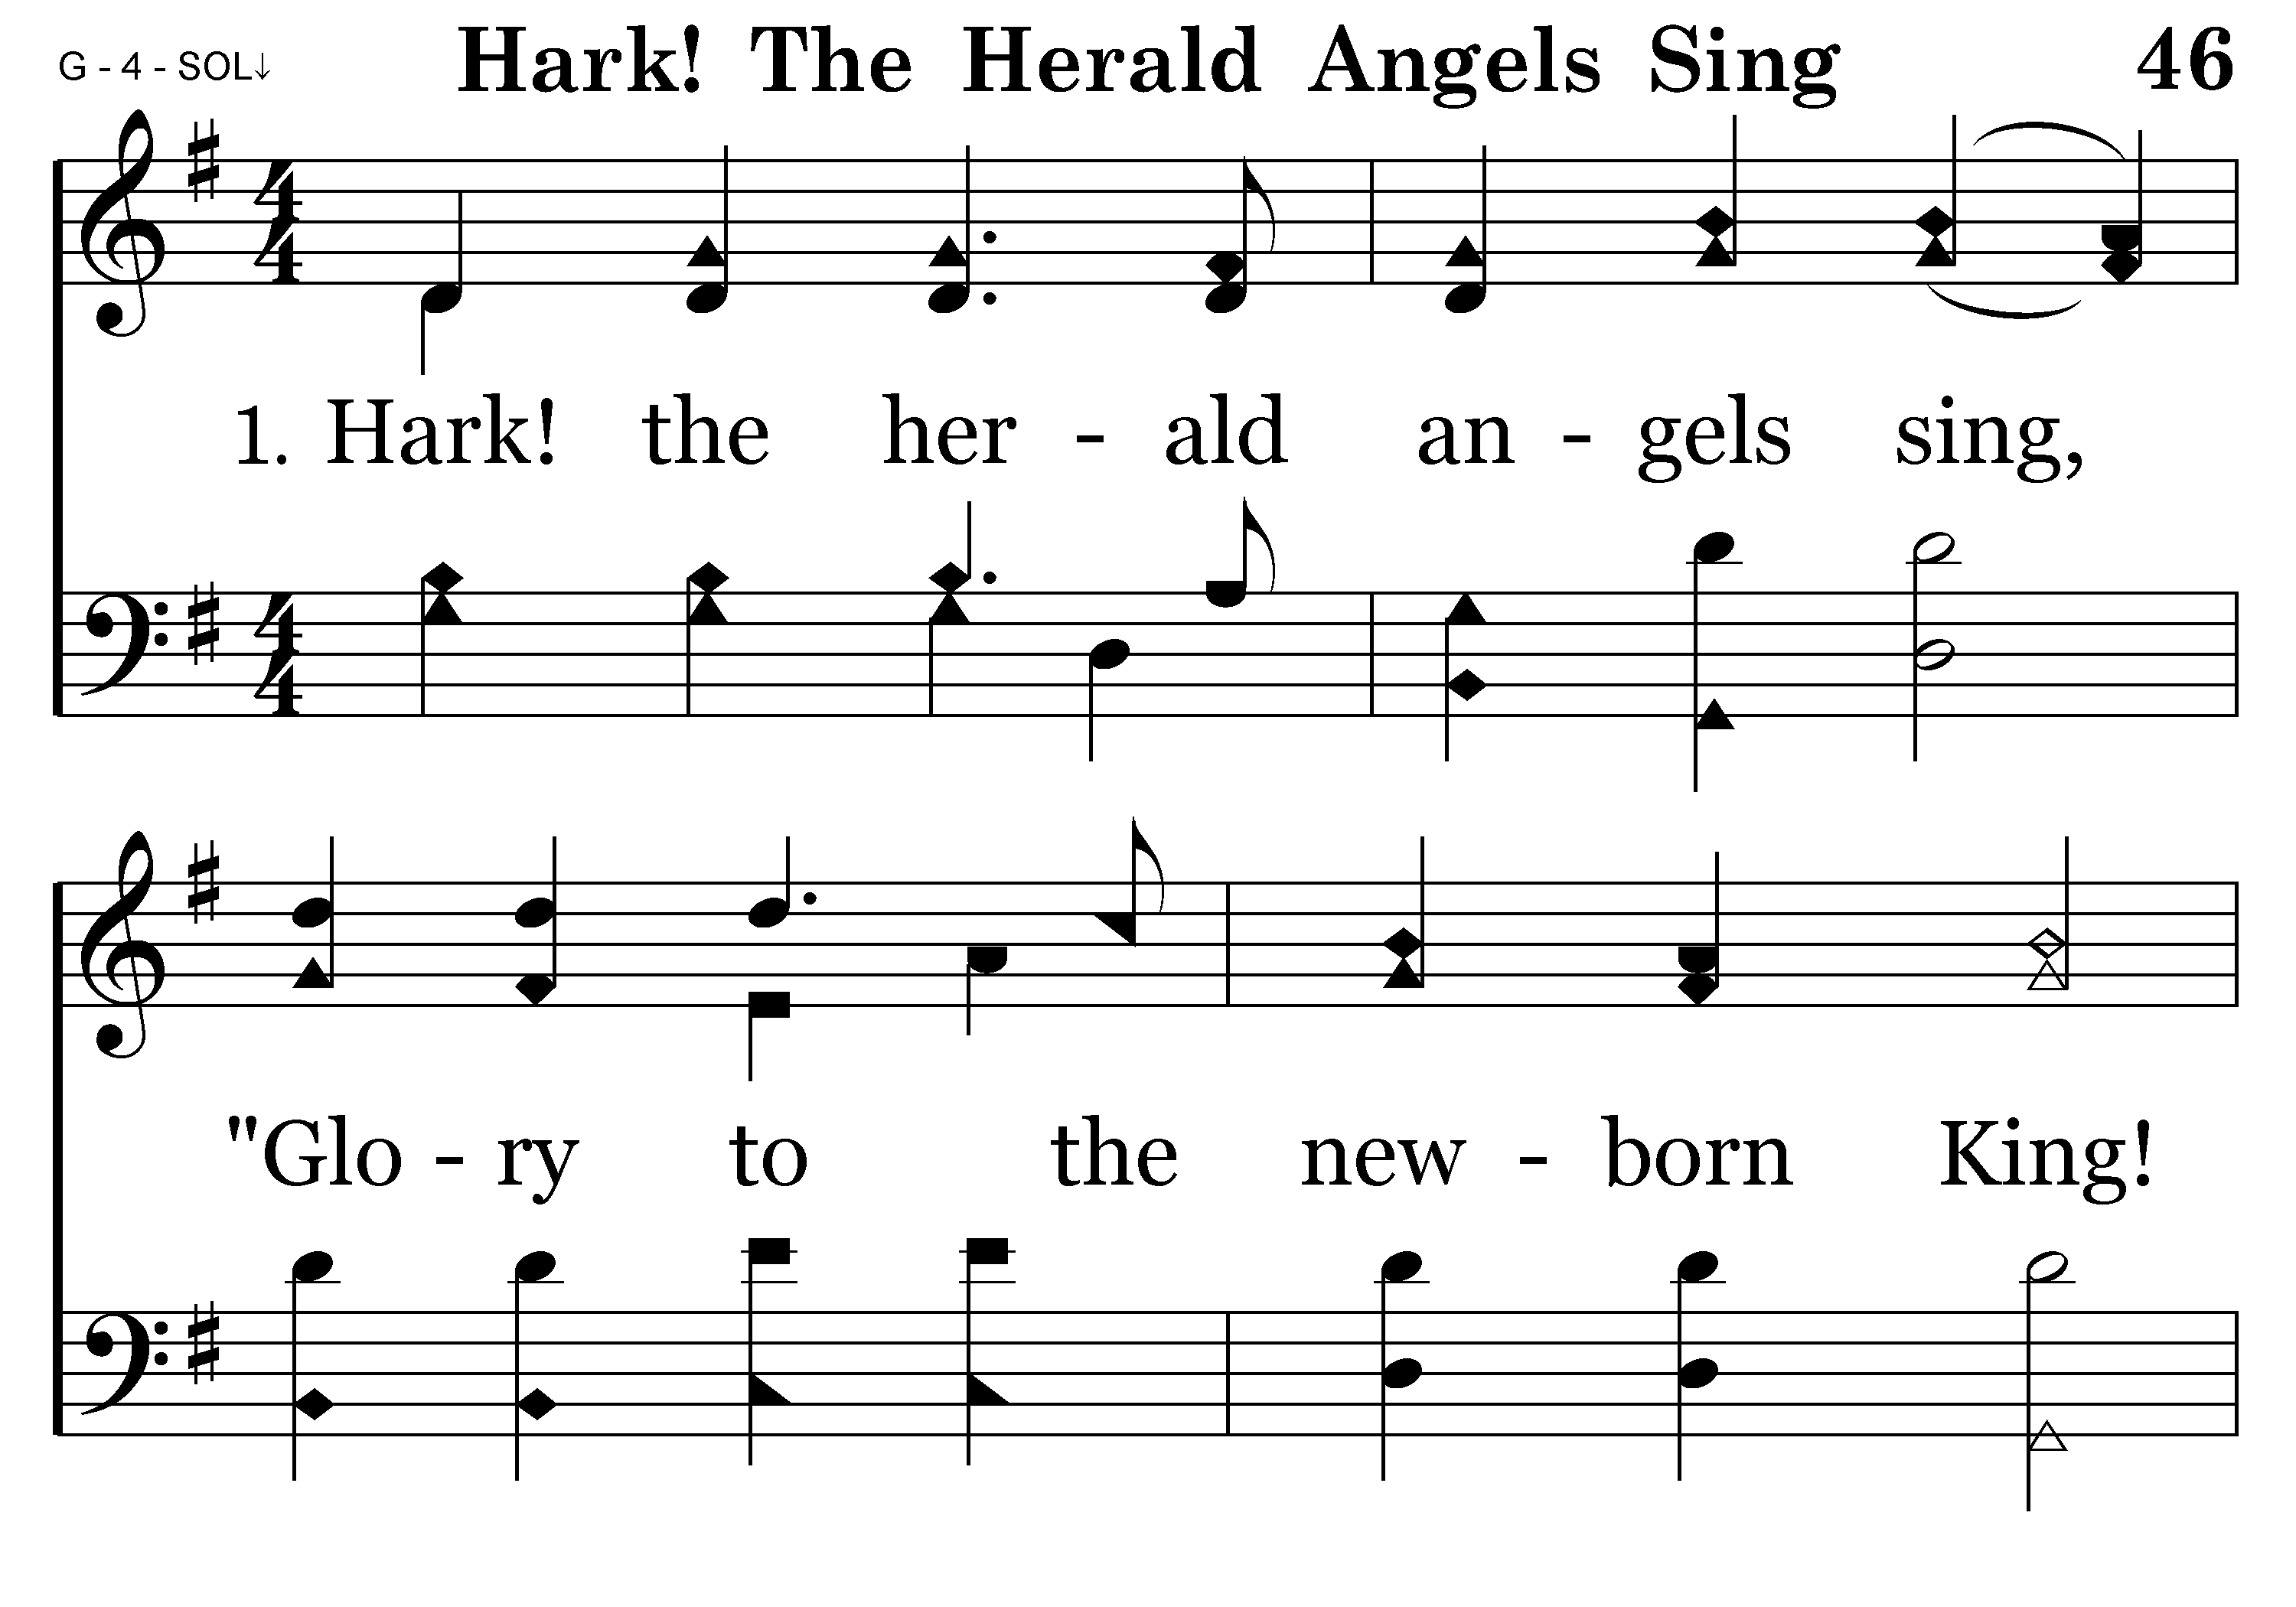 G - 4 - SOL↓ Hark! The Herald Angels Sing 46
1. Hark! the her - ald an - gels sing,
"Glo - ry to the new - born King!